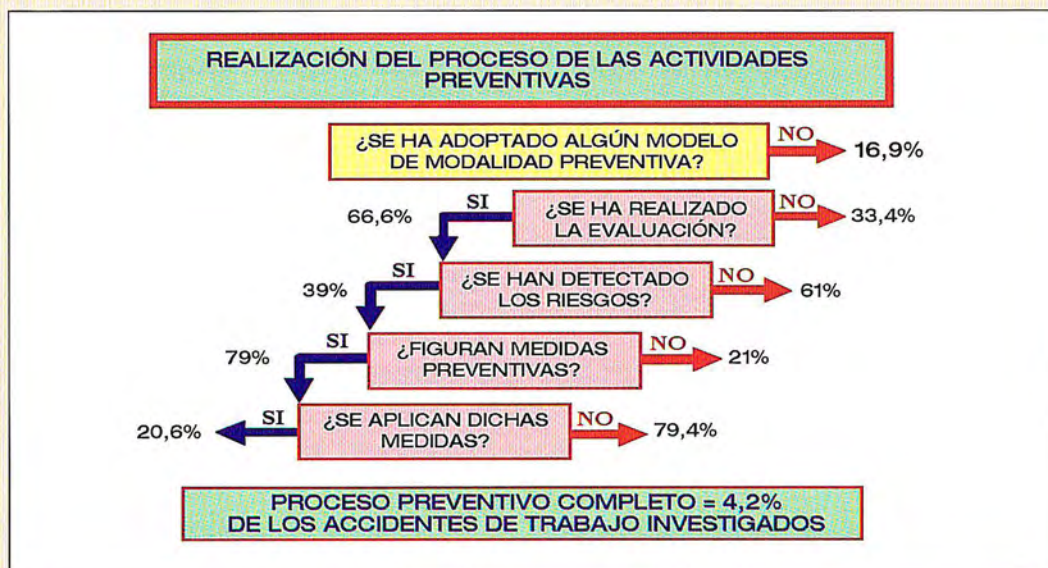 REALIZACIÓN DEL PROCESO DE LAS ACTIVIDADES
PREVENTIVAS
¿SE HA ADOPTADO ALGÚN MODELO
DE MODALIDAD PREVENTIVA?
NO
16,9%
SI
66,6%
¿SE HA REALIZADO
LA EVALUACIÓN?
NO
33,4%
SI
39%
¿SE HAN DETECTADO
LOS RIESGOS?
NO
61%
SI
79%
¿FIGURAN MEDIDAS
PREVENTIVAS?
NO
21%
SI
20,6%
¿SE APLICAN DICHAS
MEDIDAS?
NO
79,4%
PROCESO PREVENTIVO COMPLETO = 4,2%
DE LOS ACCIDENTES DE TRABAJO INVESTIGADOS